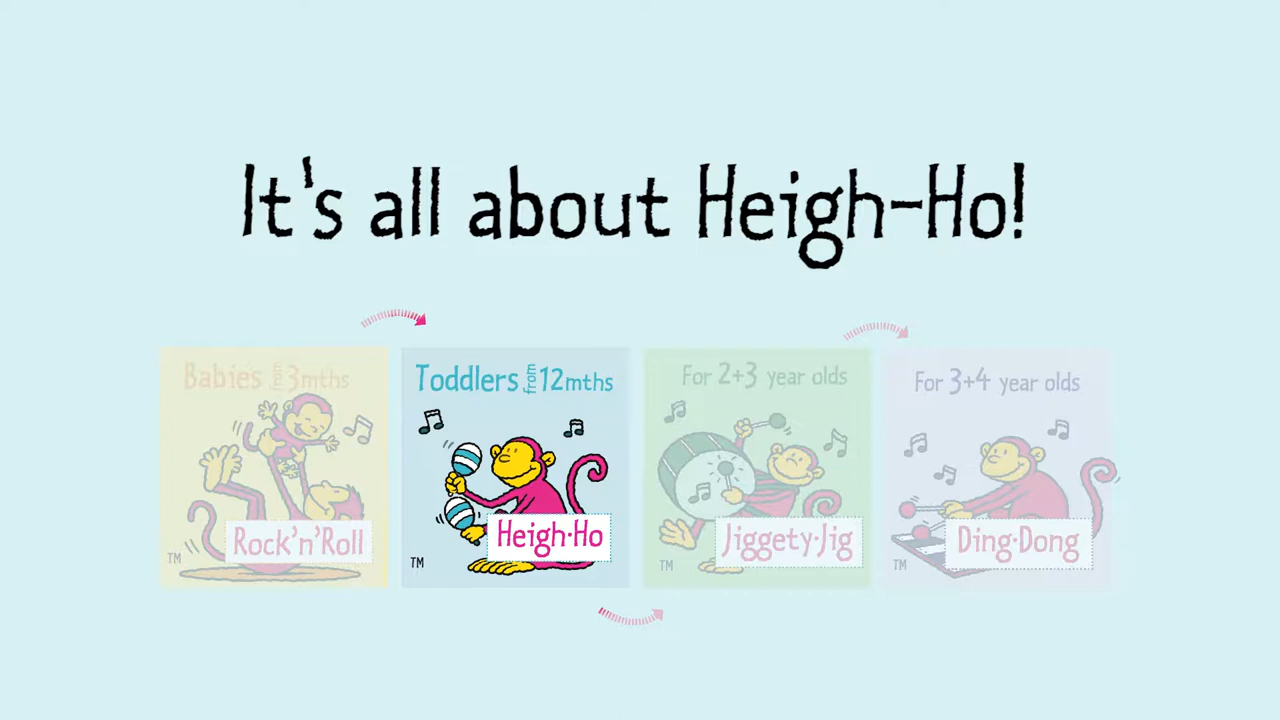 It's all about Heigh-Ho!
Babies from 3mths
Rock'n'Roll
TM
Toddlers from 12mths
Heigh·Ho
TM
For 2+3 year olds
Jiggety·Jig
TM
For 3+4 year olds
Ding·Dong
TM